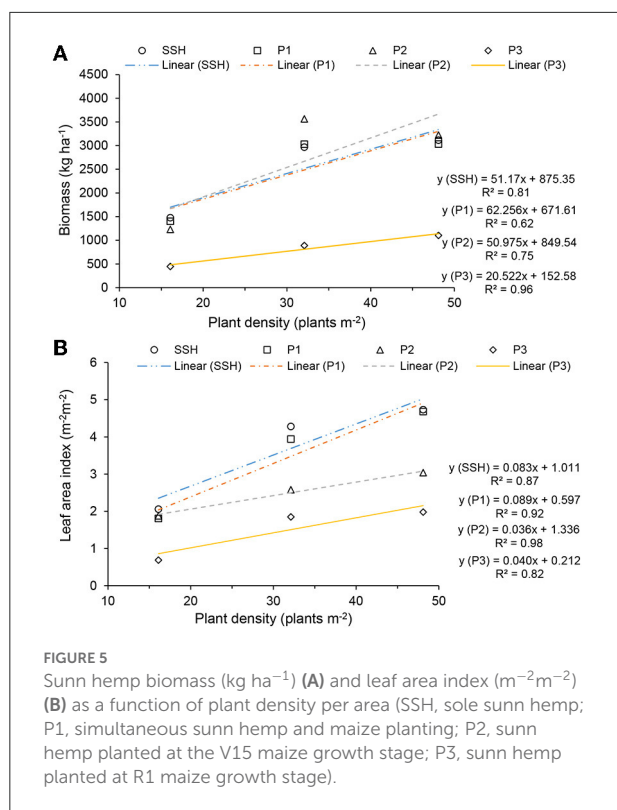 A
SSH P1 P2 P3
Linear (SSH) Linear (P1) Linear (P2) Linear (P3)
4500
4000
3500
3000
2500
2000
1500
1000
500
0
Biomass (kg ha⁻¹)
y (SSH) = 51.17x + 875.35
R² = 0.81
y (P1) = 62.256x + 671.61
R² = 0.62
y (P2) = 50.975x + 849.54
R² = 0.75
y (P3) = 20.522x + 152.58
R² = 0.96
10 20 30 40 50
Plant density (plants m⁻²)
B
SSH P1 P2 P3
Linear (SSH) Linear (P1) Linear (P2) Linear (P3)
6
5
4
3
2
1
0
Leaf area index (m⁻²m⁻²)
y (SSH) = 0.083x + 1.011
R² = 0.87
y (P1) = 0.089x + 0.597
R² = 0.92
y (P2) = 0.036x + 1.336
R² = 0.98
y (P3) = 0.040x + 0.212
R² = 0.82
10 20 30 40 50
Plant density (plants m⁻²)
FIGURE 5
Sunn hemp biomass (kg ha⁻¹) (A) and leaf area index (m⁻²m⁻²)
(B) as a function of plant density per area (SSH, sole sunn hemp;
P1, simultaneous sunn hemp and maize planting; P2, sunn
hemp planted at the V15 maize growth stage; P3, sunn hemp
planted at R1 maize growth stage).